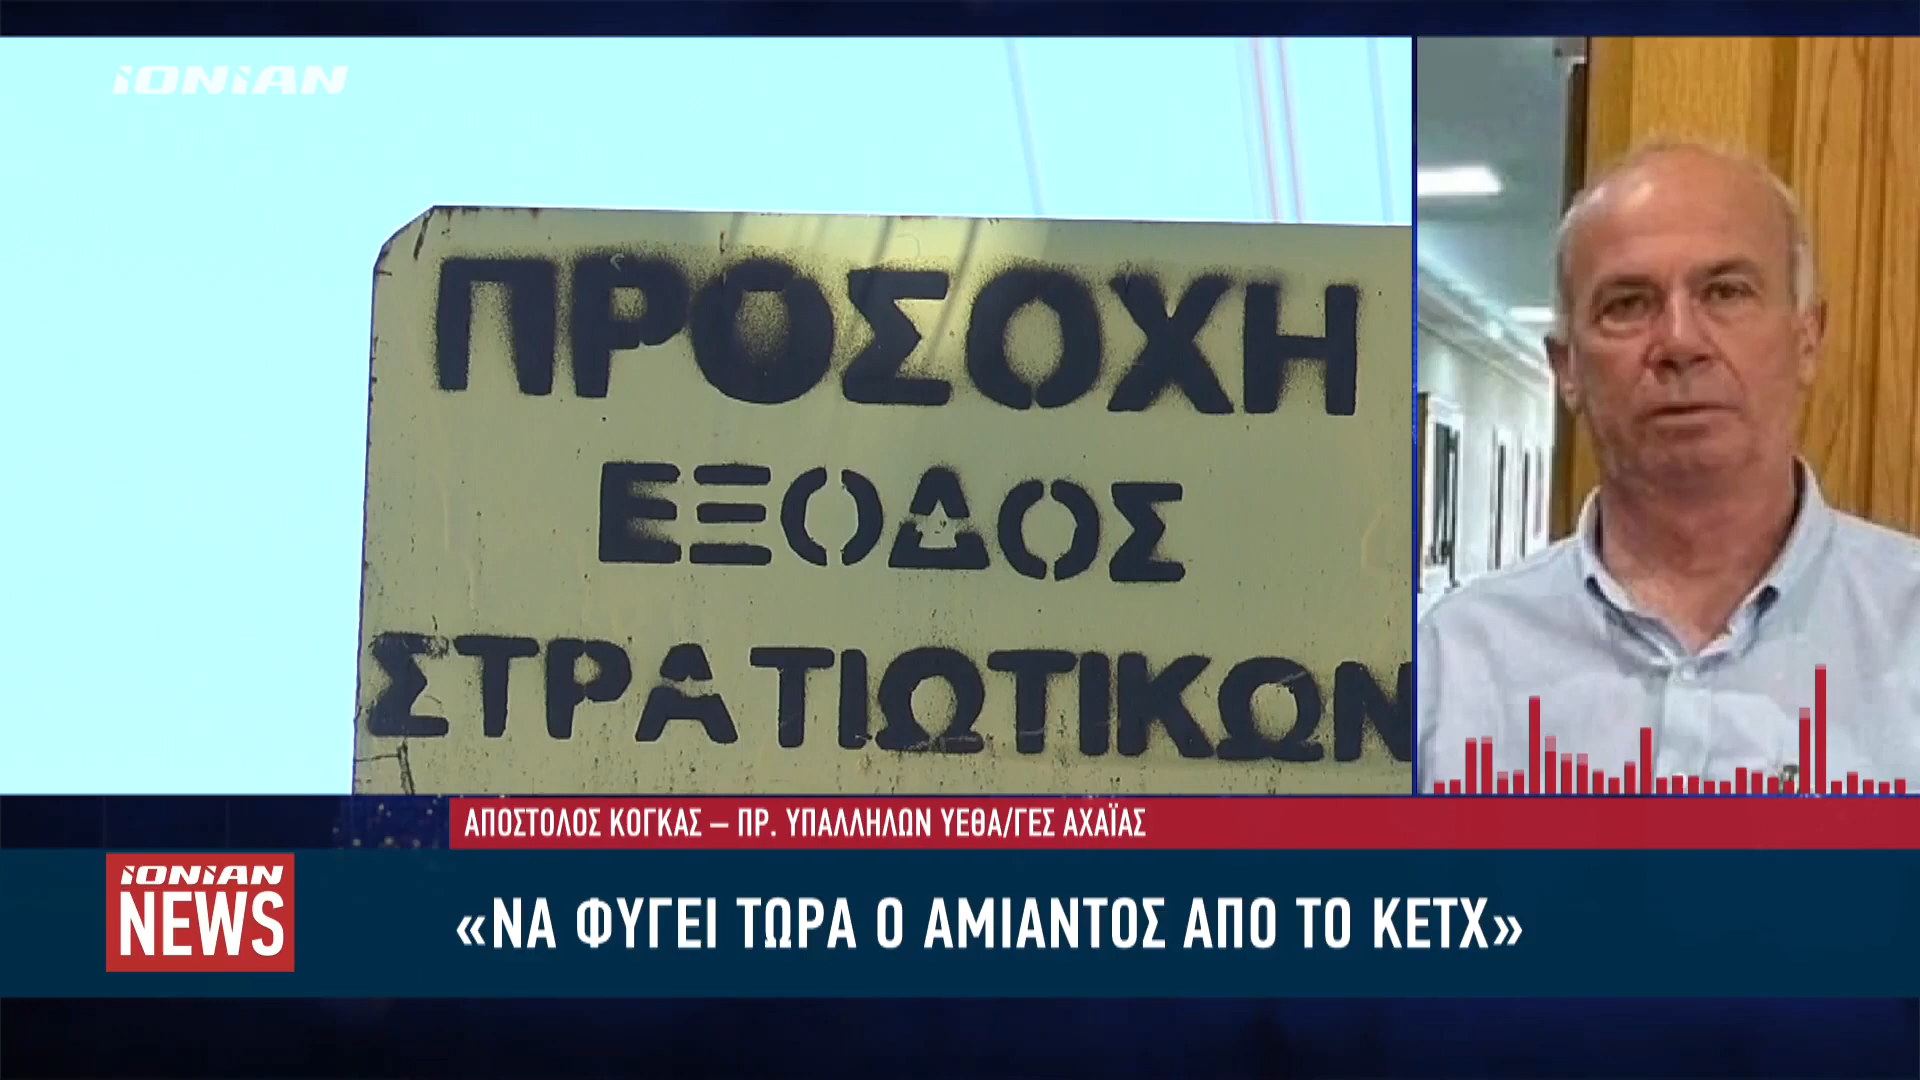 iONiAN
ΠΡΟΣΟΧΗ
ΕΞΟΔΟΣ
ΣΤΡΑΤΙΩΤΙΚΩΝ
ΑΠΟΣΤΟΛΟΣ ΚΟΓΚΑΣ – ΠΡ. ΥΠΑΛΛΗΛΩΝ ΥΕΘΑ/ΓΕΣ ΑΧΑΪΑΣ
iONiAN
NEWS
«ΝΑ ΦΥΓΕΙ ΤΩΡΑ Ο ΑΜΙΑΝΤΟΣ ΑΠΟ ΤΟ ΚΕΤΧ»